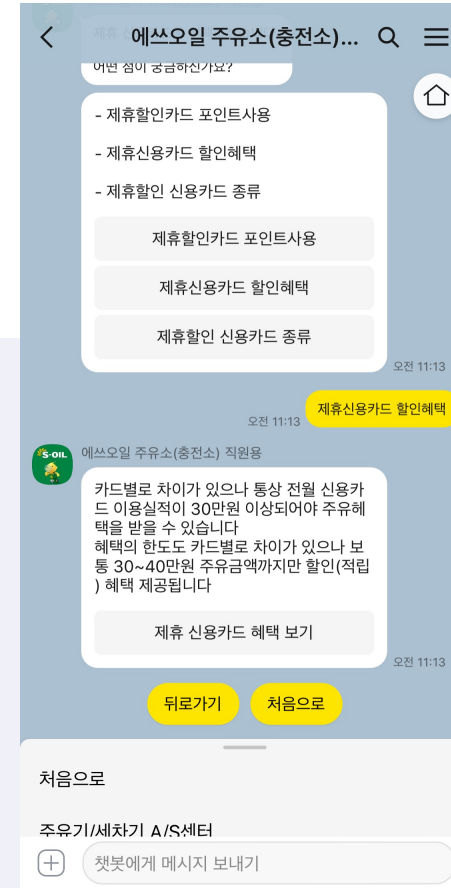 에쓰오일 주유소(충전소)...
어떤 점이 궁금하신가요?
- 제휴할인카드 포인트사용
- 제휴신용카드 할인혜택
- 제휴할인 신용카드 종류
제휴할인카드 포인트사용
제휴신용카드 할인혜택
제휴할인 신용카드 종류
오전 11:13
제휴신용카드 할인혜택
오전 11:13
S-OIL
에쓰오일 주유소(충전소) 직원용
카드별로 차이가 있으나 통상 전월 신용카
드 이용실적이 30만원 이상되어야 주유혜
택을 받을 수 있습니다
혜택의 한도도 카드별로 차이가 있으나 보
통 30~40만원 주유금액까지만 할인(적립
) 혜택 제공됩니다
제휴 신용카드 혜택 보기
오전 11:13
뒤로가기
처음으로
처음으로
주유기/세차기 A/S센터
챗봇에게 메시지 보내기